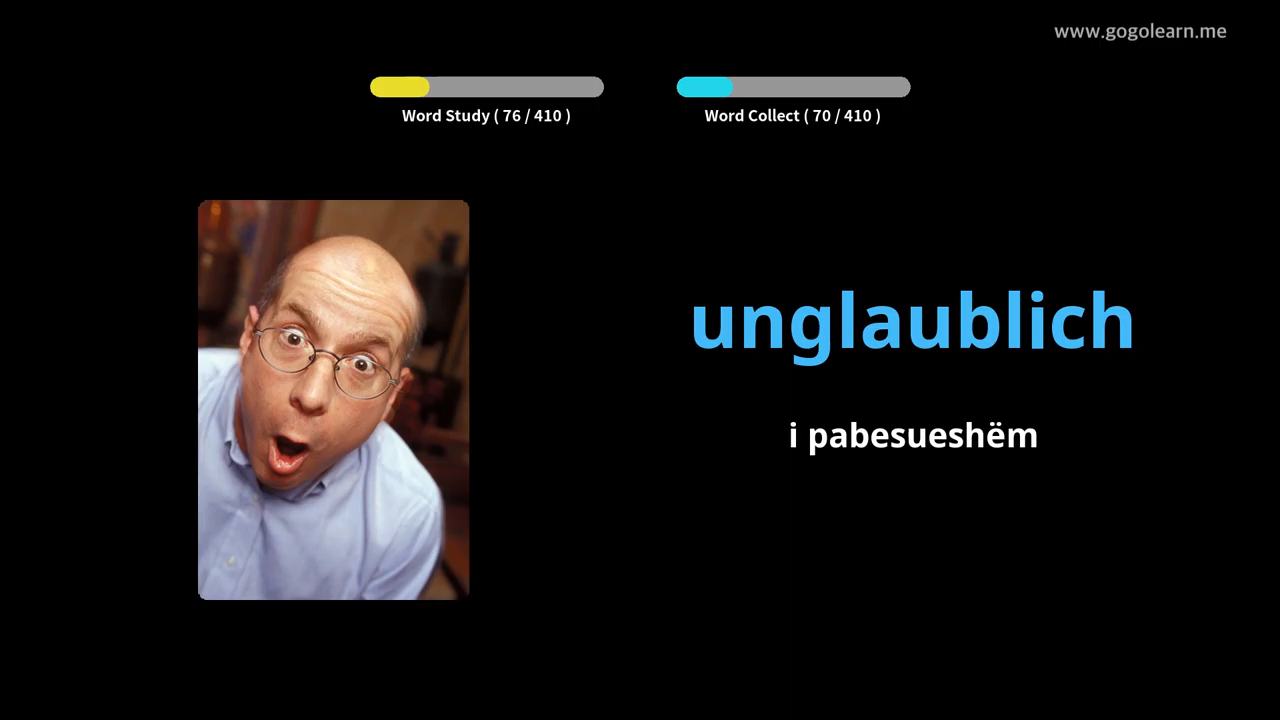 www.gogolearn.me
Word Study ( 76 / 410 )
Word Collect ( 70 / 410 )
unglaublich
i pabesueshëm